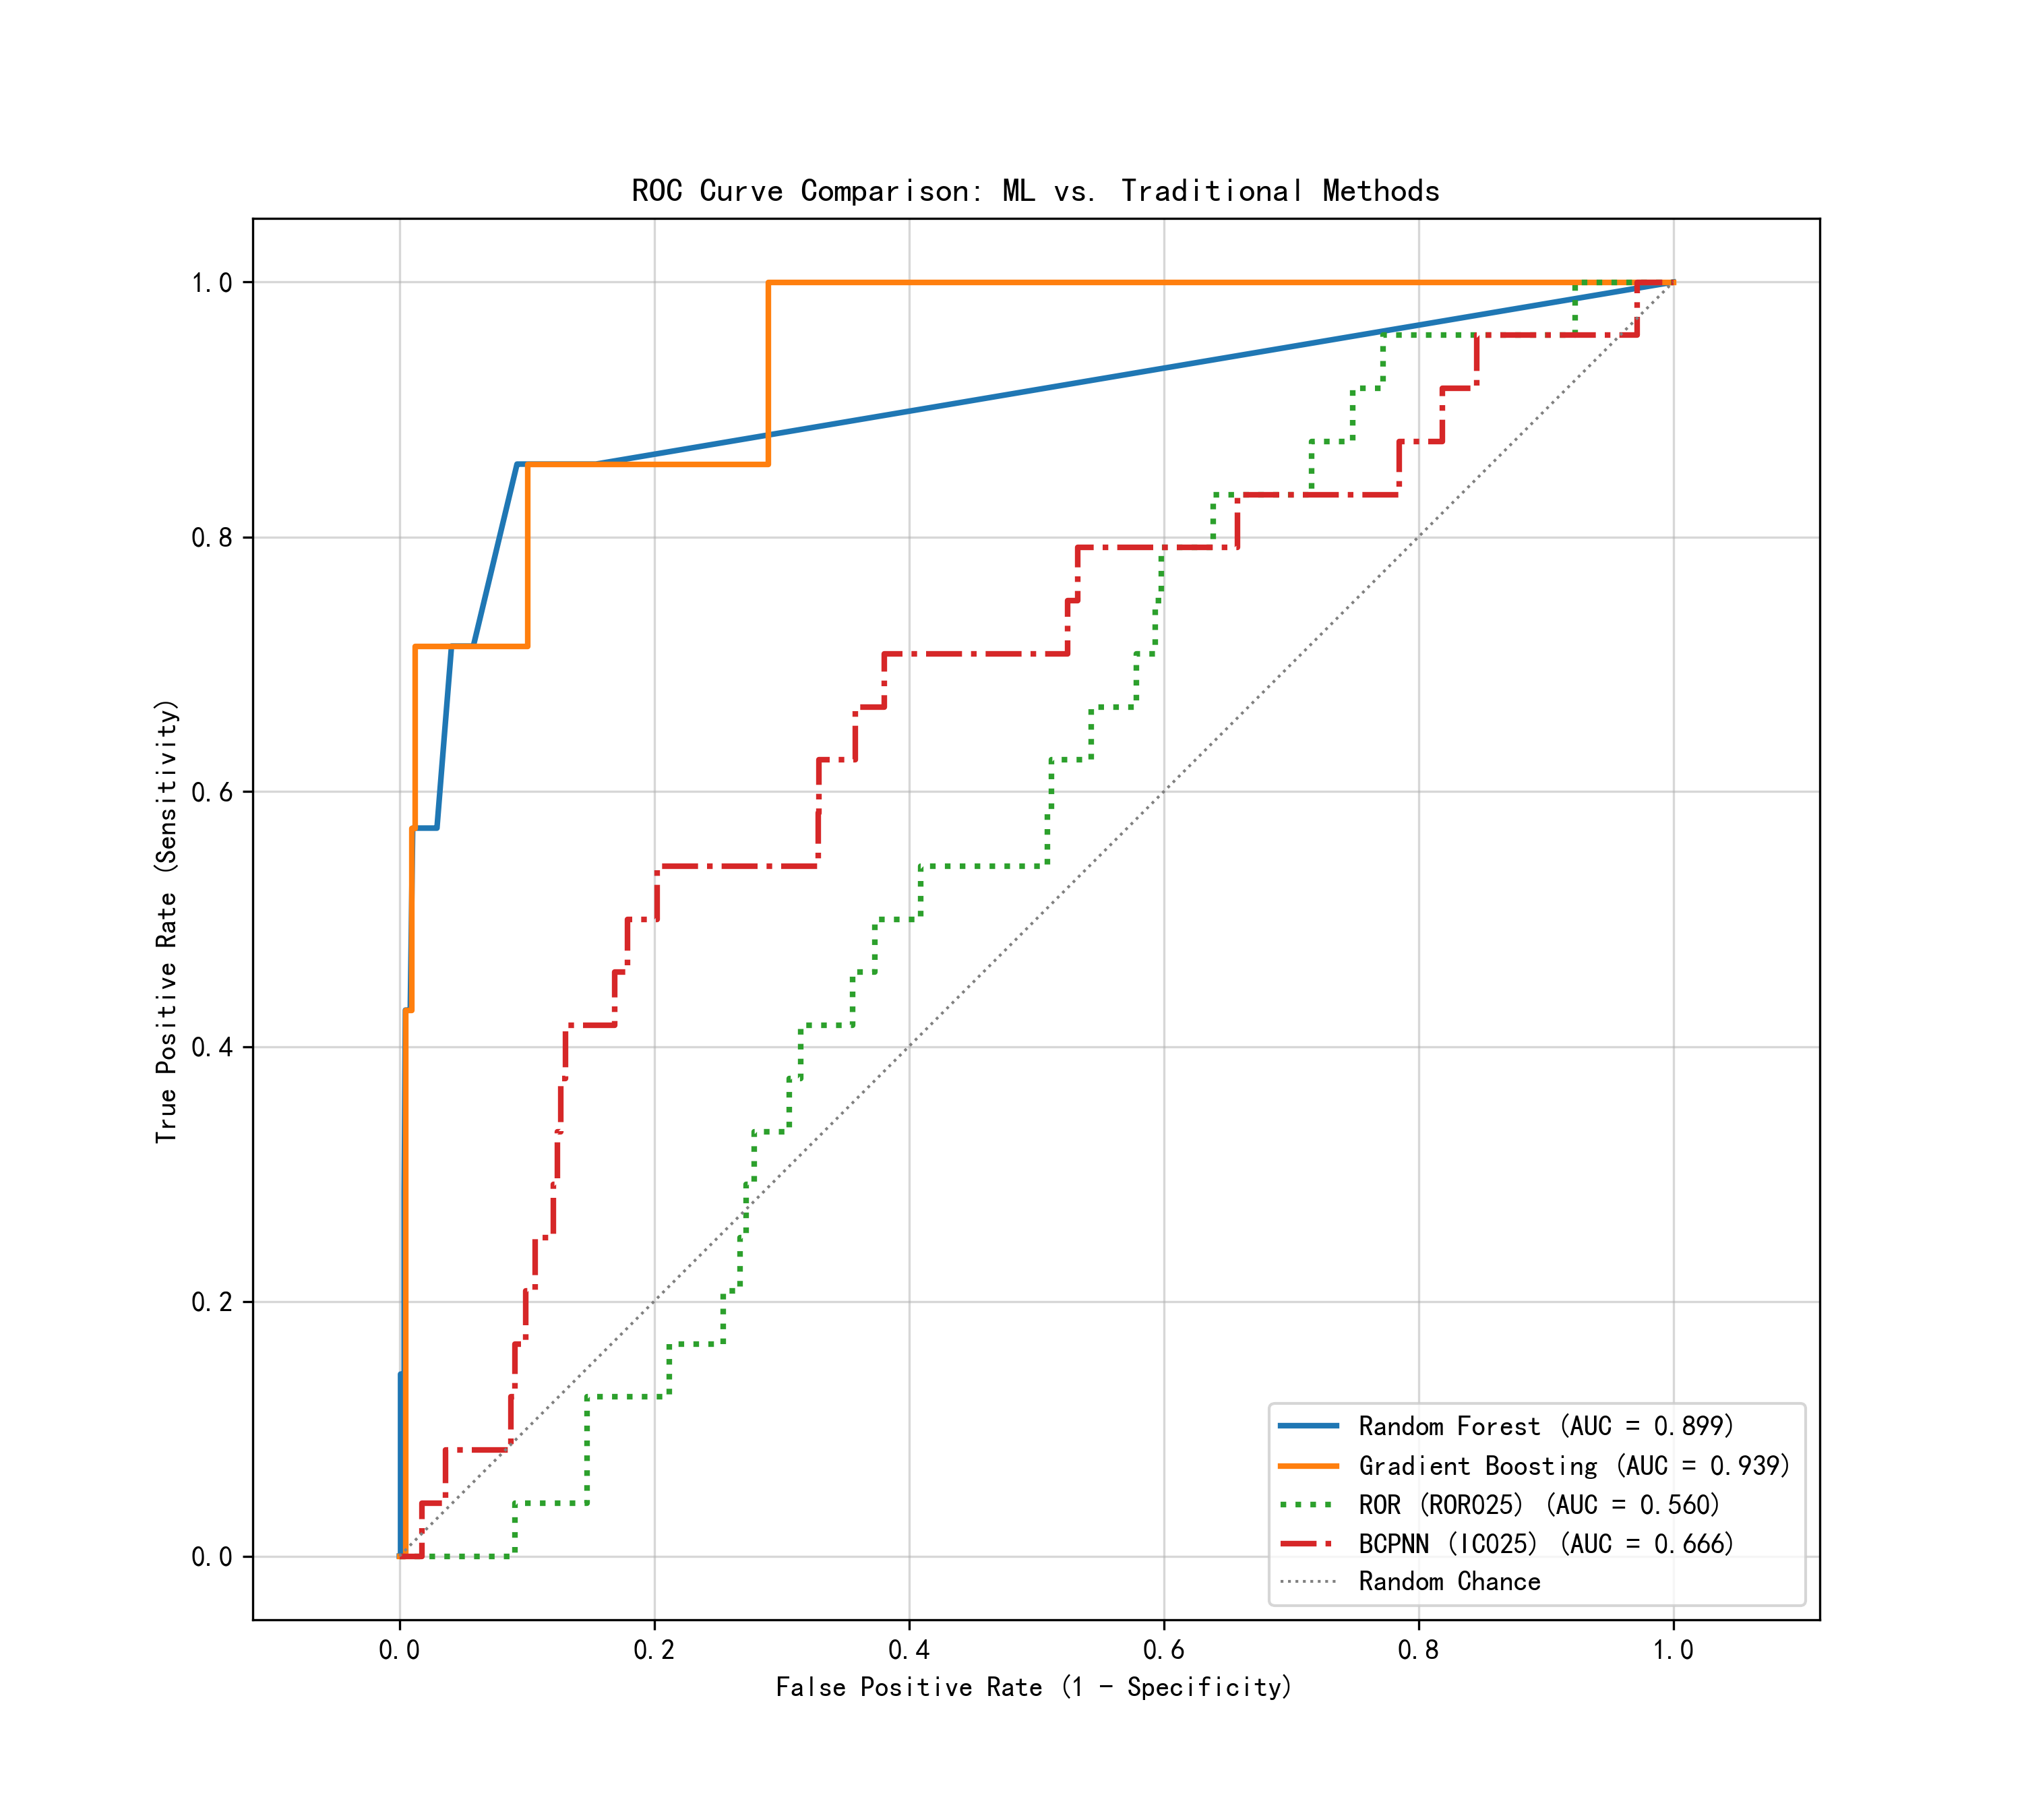 ROC Curve Comparison: ML vs. Traditional Methods
1.0
0.8
0.6
0.4
0.2
0.0
True Positive Rate (Sensitivity)
0.0 0.2 0.4 0.6 0.8 1.0
False Positive Rate (1 - Specificity)
Random Forest (AUC = 0.899)
Gradient Boosting (AUC = 0.939)
ROR (ROR025) (AUC = 0.560)
BCPNN (IC025) (AUC = 0.666)
Random Chance